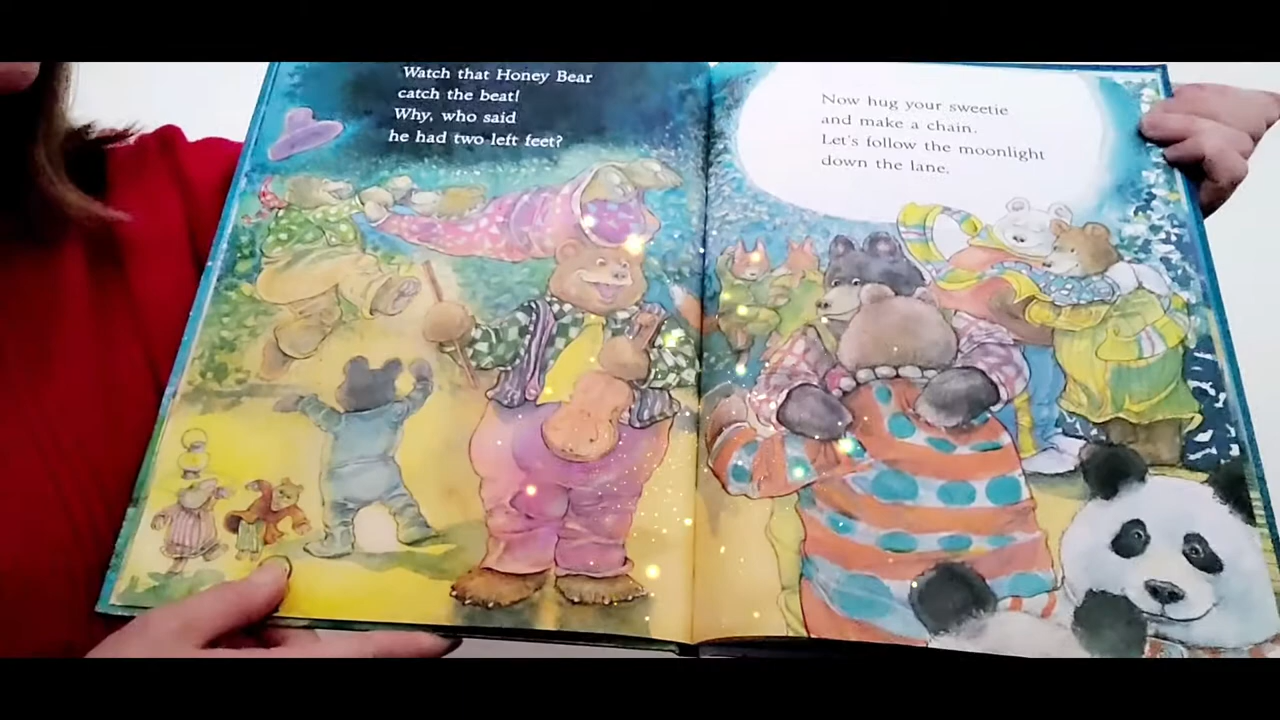 Watch that Honey Bear
catch the beat!
Why, who said
he had two left feet?
Now hug your sweetie
and make a chain.
Let's follow the moonlight
down the lane.